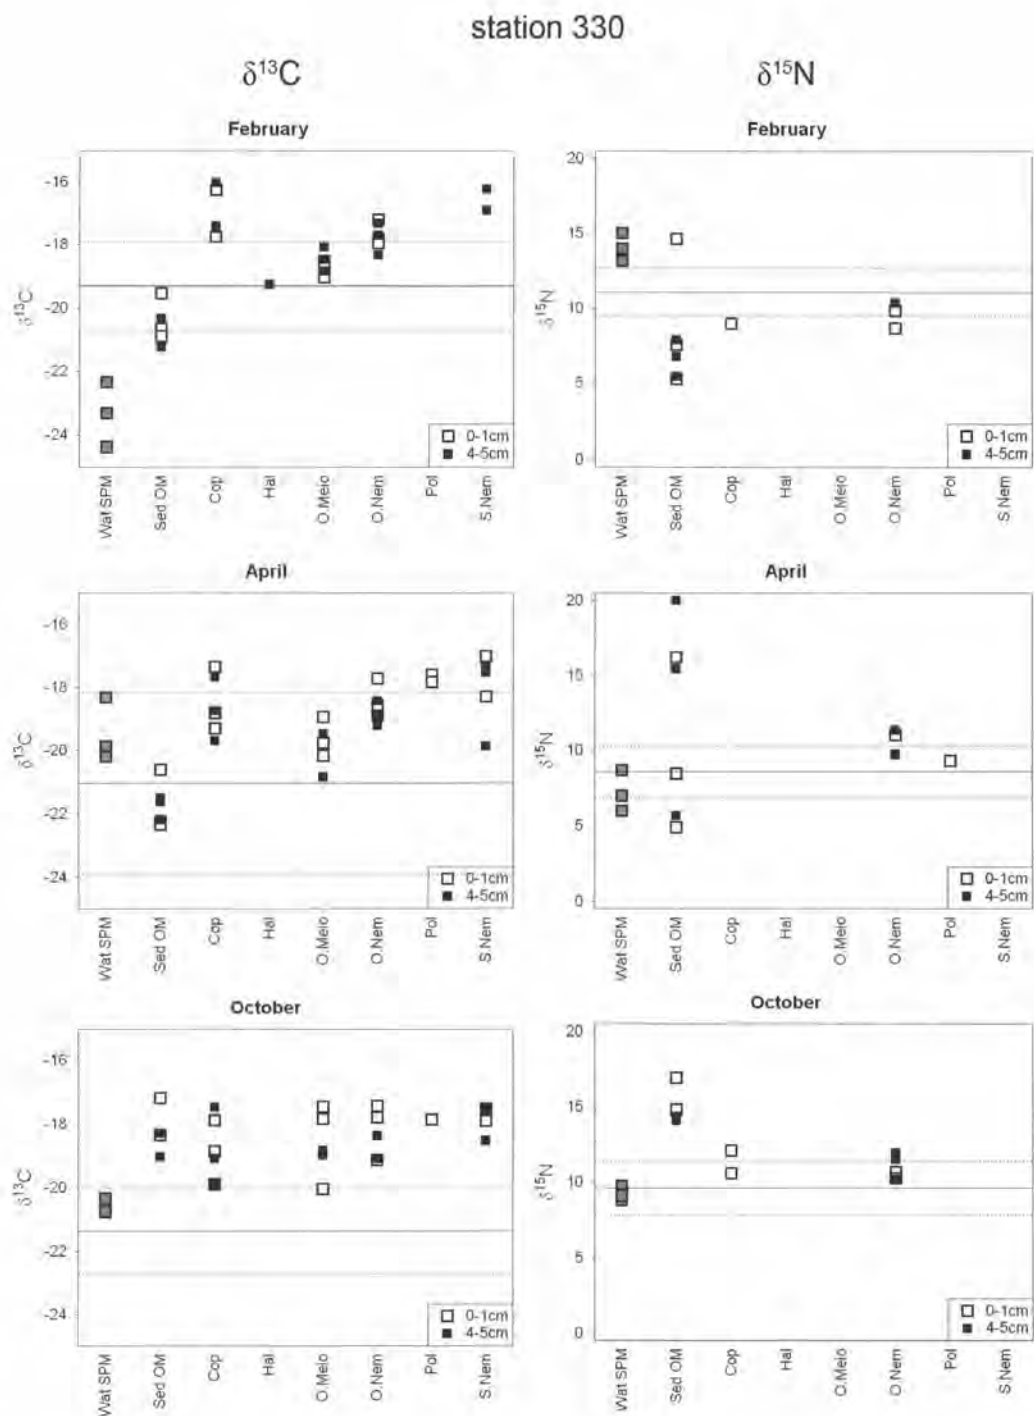 station 330
δ¹³C
δ¹⁵N
February
δ¹³C
-16
-18
-20
-22
-24
0-1cm
4-5cm
Wat SPM
Sed OM
Cop
Hal
O.Meio
O.Nem
Pol
S.Nem
February
δ¹⁵N
20
15
10
5
0
0-1cm
4-5cm
Wat SPM
Sed OM
Cop
Hal
O.Meio
O.Nem
Pol
S.Nem
April
δ¹³C
-16
-18
-20
-22
-24
0-1cm
4-5cm
Wat SPM
Sed OM
Cop
Hal
O.Meio
O.Nem
Pol
S.Nem
April
δ¹⁵N
20
15
10
5
0
0-1cm
4-5cm
Wat SPM
Sed OM
Cop
Hal
O.Meio
O.Nem
Pol
S.Nem
October
δ¹³C
-16
-18
-20
-22
-24
0-1cm
4-5cm
Wat SPM
Sed OM
Cop
Hal
O.Meio
O.Nem
Pol
S.Nem
October
δ¹⁵N
20
15
10
5
0
0-1cm
4-5cm
Wat SPM
Sed OM
Cop
Hal
O.Meio
O.Nem
Pol
S.Nem